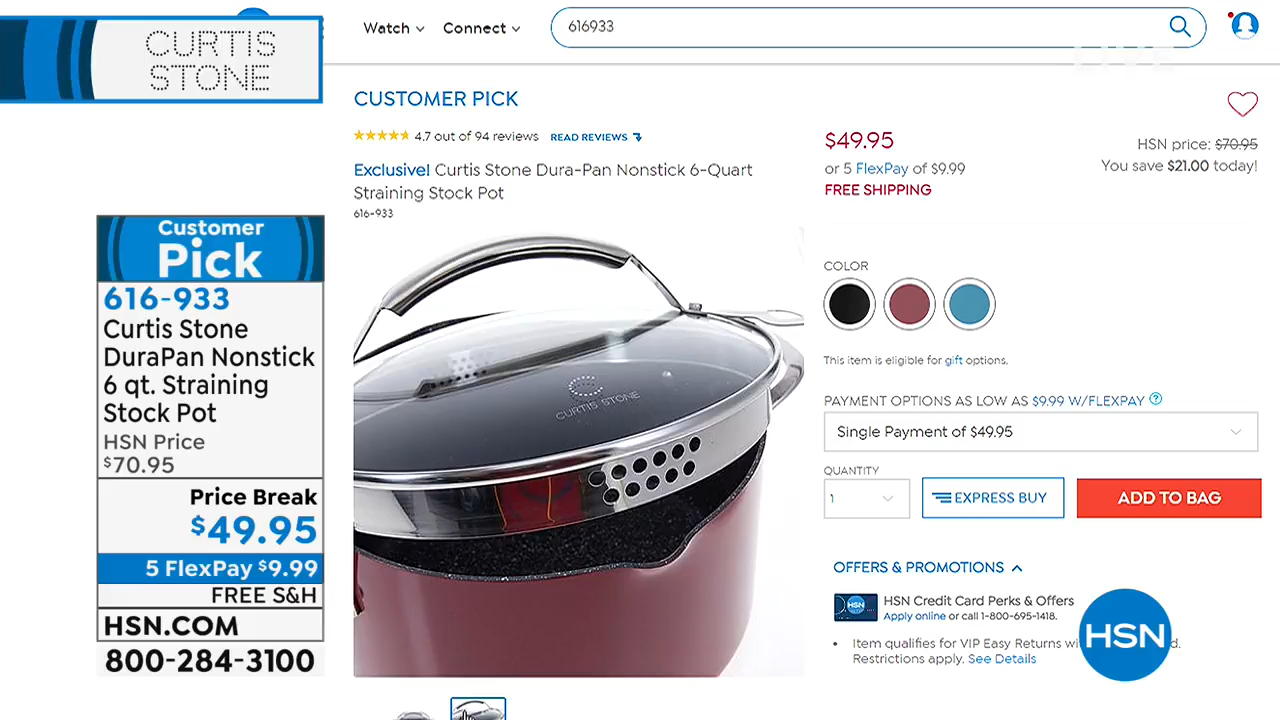 CURTIS
STONE
Watch
Connect
616933
LIVE
CUSTOMER PICK
4.7 out of 94 reviews
READ REVIEWS
Exclusive! Curtis Stone Dura-Pan Nonstick 6-Quart
Straining Stock Pot
616-933
$49.95
or 5 FlexPay of $9.99
FREE SHIPPING
HSN price: $70.95
You save $21.00 today!
Customer
Pick
616-933
Curtis Stone
DuraPan Nonstick
6 qt. Straining
Stock Pot
HSN Price
$70.95
Price Break
$49.95
5 FlexPay $9.99
FREE S&H
HSN.COM
800-284-3100
CURTIS STONE
COLOR
This item is eligible for gift options.
PAYMENT OPTIONS AS LOW AS $9.99 W/FLEXPAY ?
Single Payment of $49.95
QUANTITY
1
EXPRESS BUY
ADD TO BAG
OFFERS & PROMOTIONS
HSN
HSN Credit Card Perks & Offers
Apply online or call 1-800-695-1418.
• Item qualifies for VIP Easy Returns
Restrictions apply. See Details
HSN